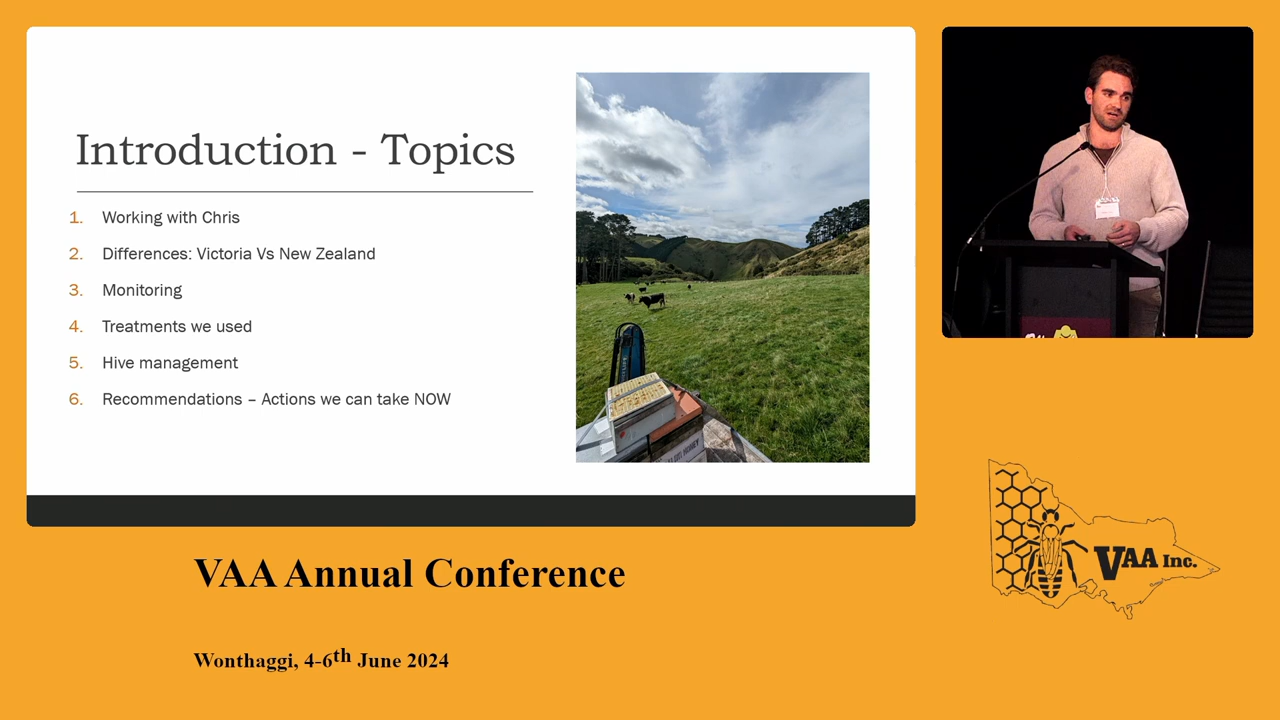 Introduction - Topics
1. Working with Chris
2. Differences: Victoria Vs New Zealand
3. Monitoring
4. Treatments we used
5. Hive management
6. Recommendations – Actions we can take NOW
VAA Annual Conference
Wonthaggi, 4-6th June 2024
VAA Inc.